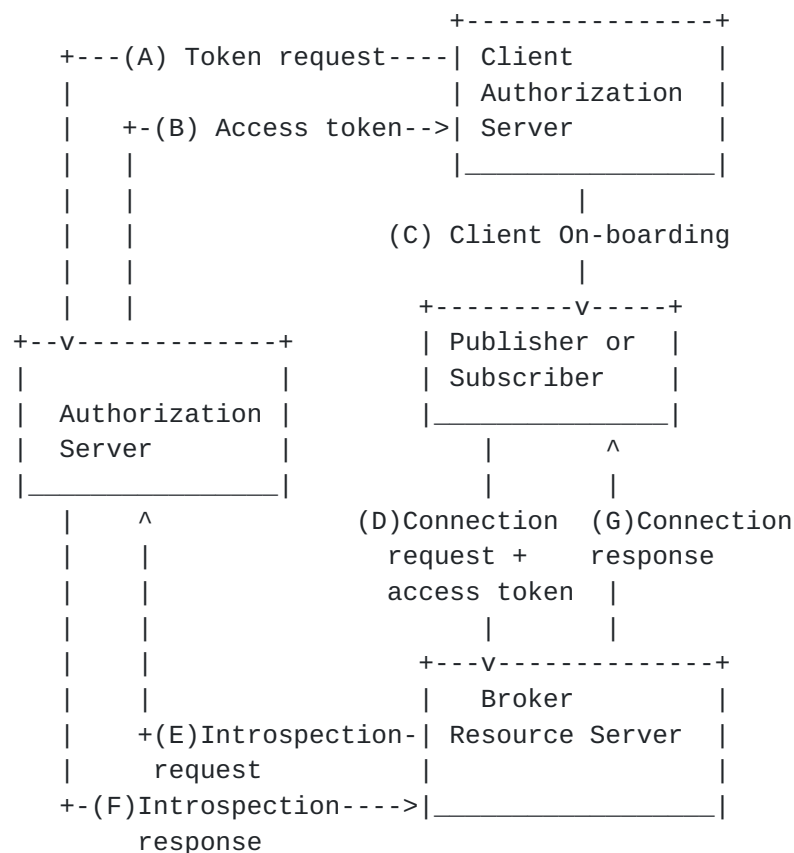 (A) Token request
Client
Authorization
(B) Access token
Server
(C) Client On-boarding
Publisher or
Subscriber
Authorization
Server
(D)Connection
request +
access token
(G)Connection
response
Broker
Resource Server
(E)Introspection
request
(F)Introspection
response